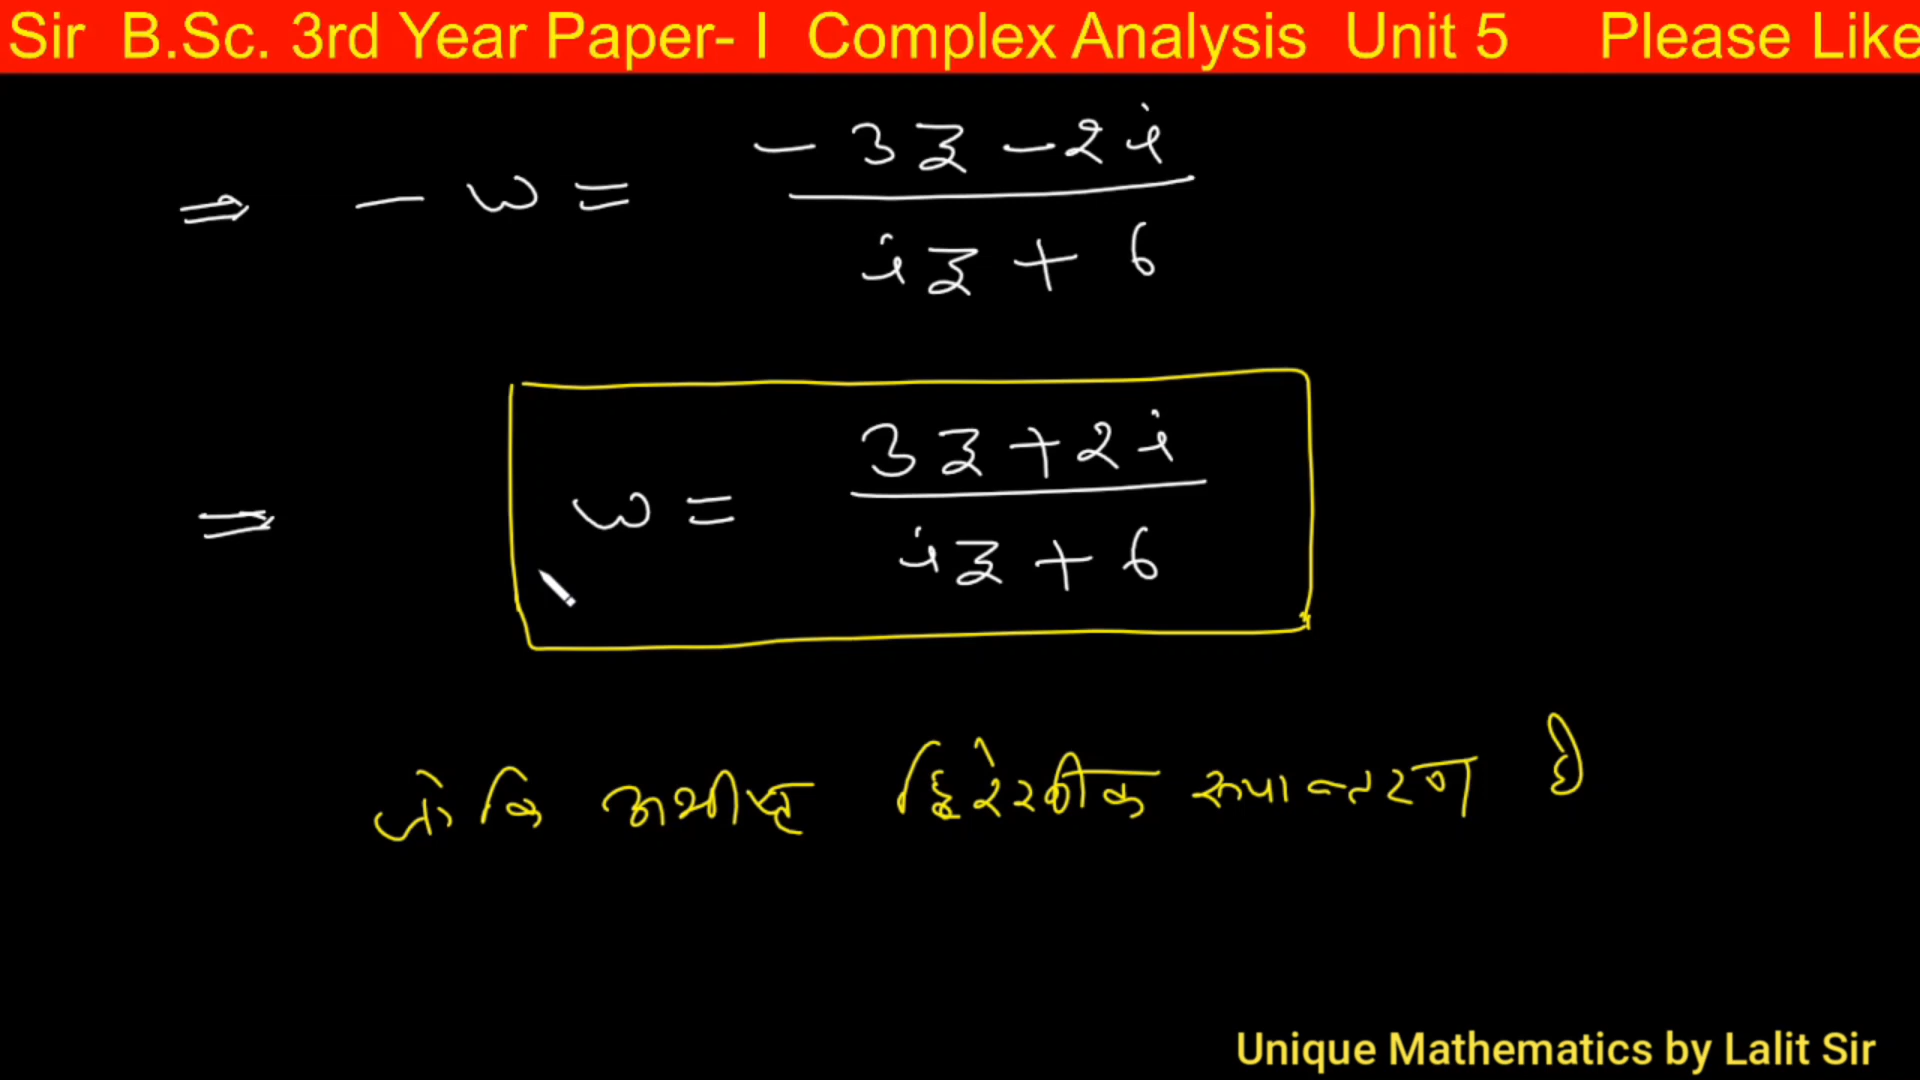 Sir B.Sc. 3rd Year Paper- I Complex Analysis Unit 5 Please Like
⇒ - w = (-3z - 2i) / (iz + 6)
⇒ w = (3z + 2i) / (iz + 6)
जो कि अभीष्ट द्विरेखीक रूपान्तरण है
Unique Mathematics by Lalit Sir